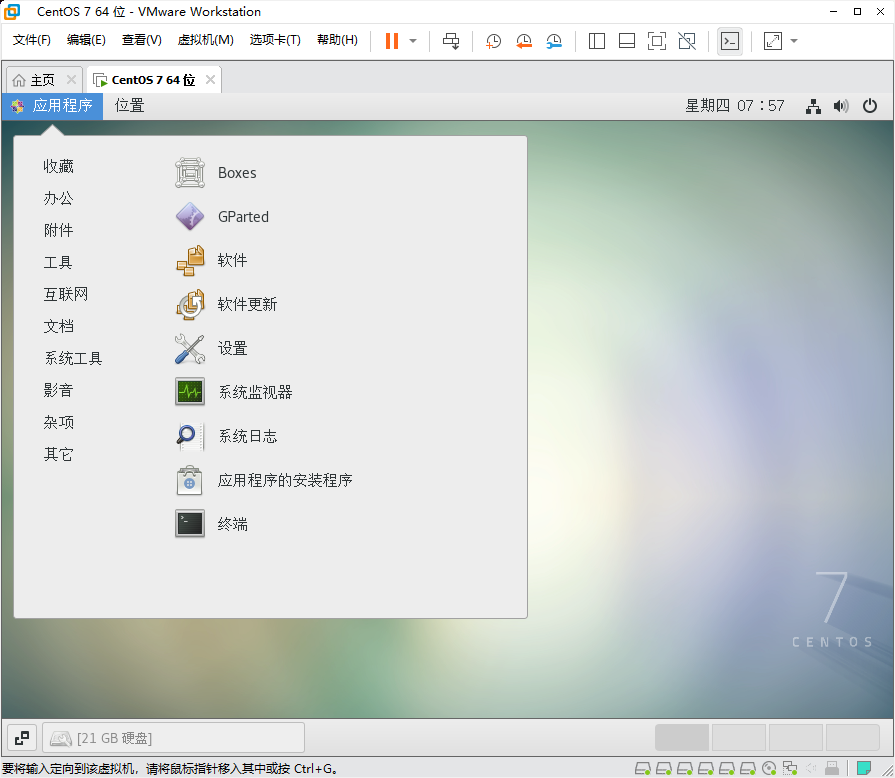 CentOS 7 64 位 - VMware Workstation
文件(F) 编辑(E) 查看(V) 虚拟机(M) 选项卡(T) 帮助(H)
主页 CentOS 7 64 位
应用程序 位置 星期四 07：57
收藏
办公
附件
工具
互联网
文档
系统工具
影音
杂项
其它
Boxes
GParted
软件
软件更新
设置
系统监视器
系统日志
应用程序的安装程序
终端
7
CENTOS
[21 GB 硬盘]
要将输入定向到该虚拟机，请将鼠标指针移入其中或按 Ctrl+G。